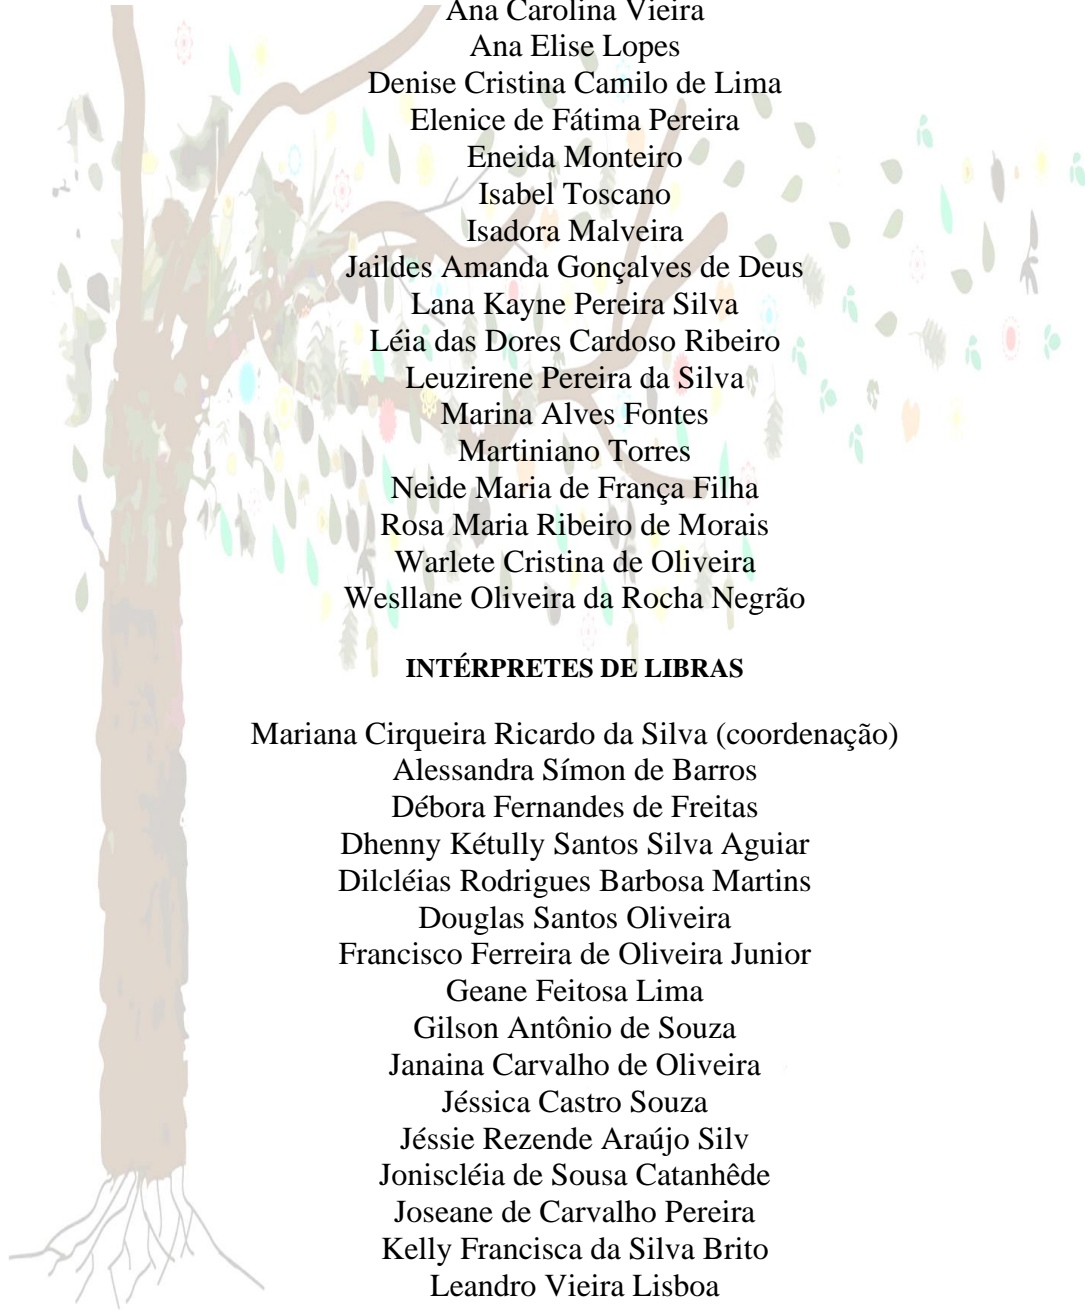 Ana Carolina Vieira
Ana Elise Lopes
Denise Cristina Camilo de Lima
Elenice de Fátima Pereira
Eneida Monteiro
Isabel Toscano
Isadora Malveira
Jaildes Amanda Gonçalves de Deus
Lana Kayne Pereira Silva
Léia das Dores Cardoso Ribeiro
Leuzirene Pereira da Silva
Marina Alves Fontes
Martiniano Torres
Neide Maria de França Filha
Rosa Maria Ribeiro de Morais
Warlete Cristina de Oliveira
Wesllane Oliveira da Rocha Negrão
INTÉRPRETES DE LIBRAS
Mariana Cirqueira Ricardo da Silva (coordenação)
Alessandra Símon de Barros
Débora Fernandes de Freitas
Dhenny Kétully Santos Silva Aguiar
Dilcléias Rodrigues Barbosa Martins
Douglas Santos Oliveira
Francisco Ferreira de Oliveira Junior
Geane Feitosa Lima
Gilson Antônio de Souza
Janaina Carvalho de Oliveira
Jéssica Castro Souza
Jéssie Rezende Araújo Silv
Joniscléia de Sousa Catanhêde
Joseane de Carvalho Pereira
Kelly Francisca da Silva Brito
Leandro Vieira Lisboa